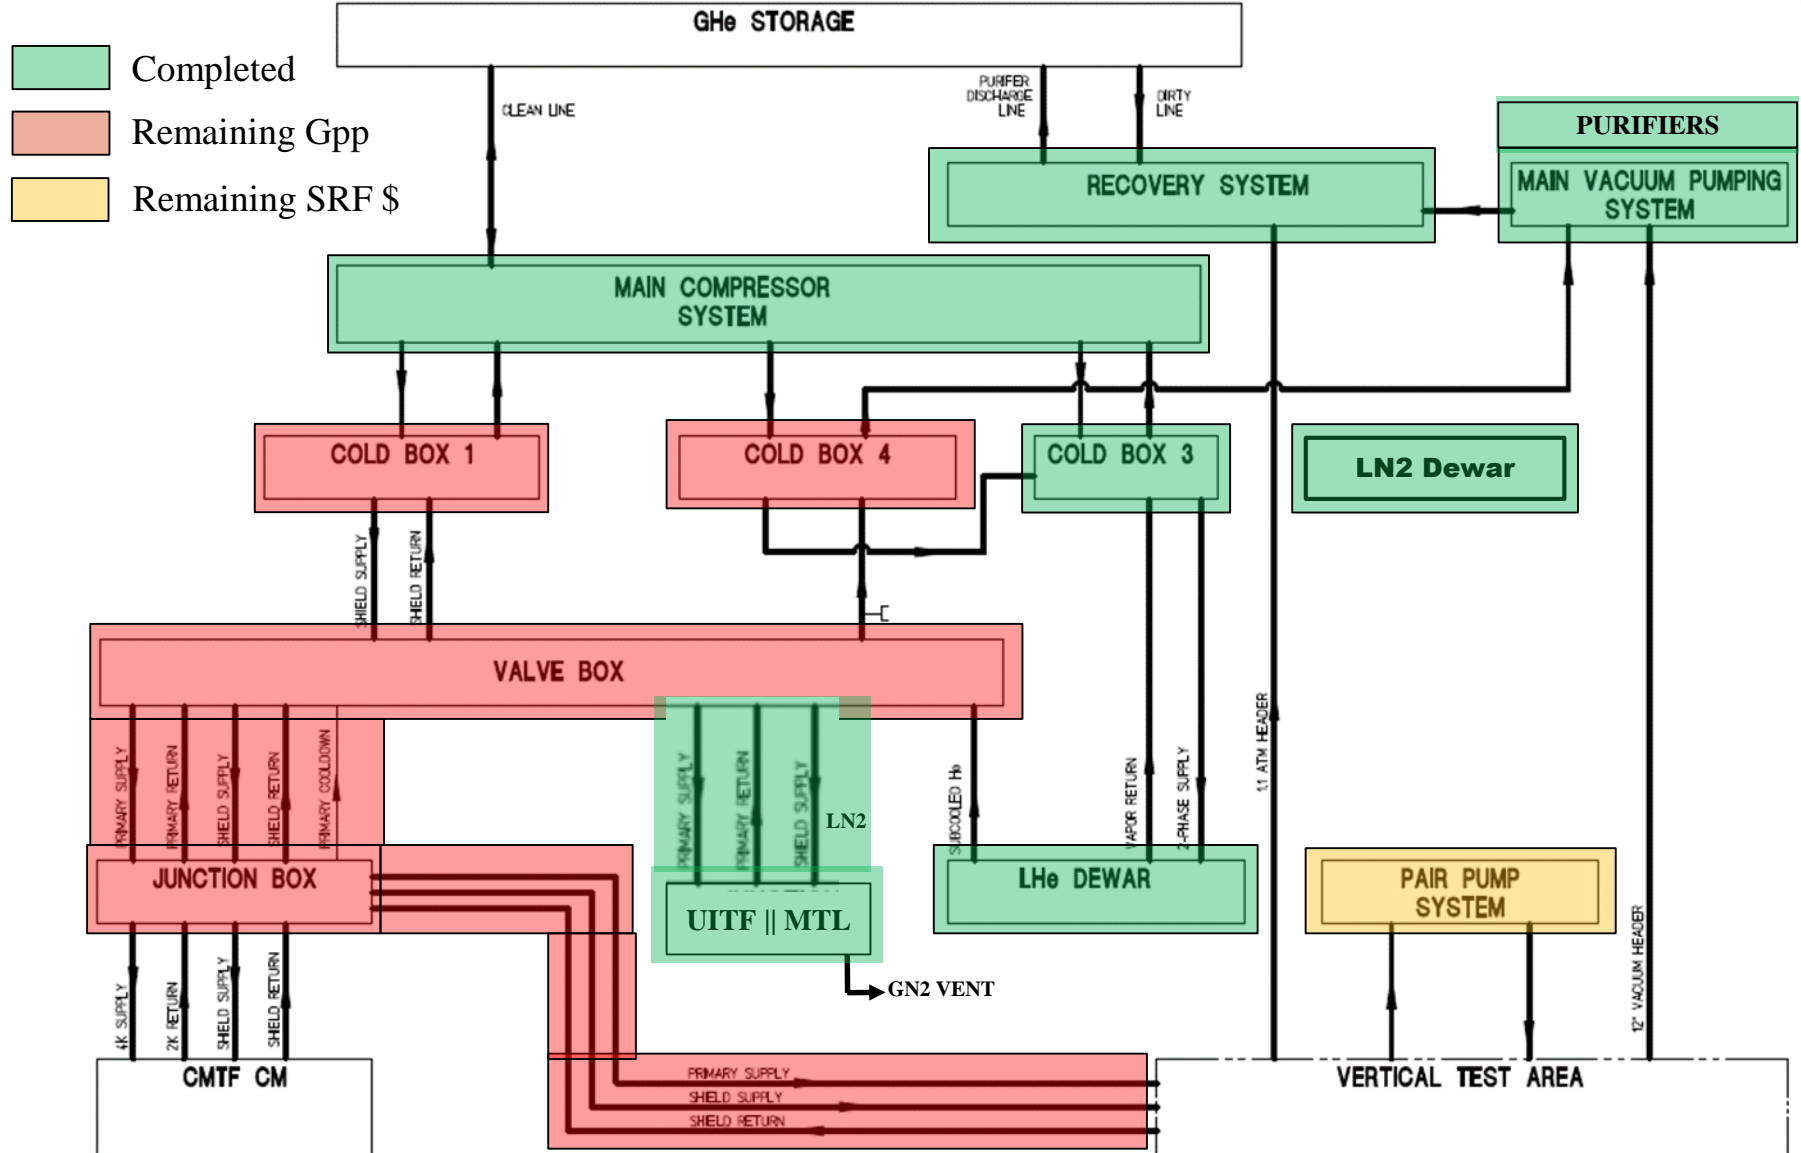 GHe STORAGE
Completed
Remaining Gpp
Remaining SRF $
CLEAN LINE
PURIFER
DISCHARGE
LINE
DIRTY
LINE
PURIFIERS
RECOVERY SYSTEM
MAIN VACUUM PUMPING
SYSTEM
MAIN COMPRESSOR
SYSTEM
COLD BOX 1
COLD BOX 4
COLD BOX 3
LN2 Dewar
SHIELD SUPPLY
SHIELD RETURN
VALVE BOX
PRIMARY SUPPLY
PRIMARY RETURN
SHIELD SUPPLY
SHIELD RETURN
PRIMARY COOLDOWN
PRIMARY SUPPLY
PRIMARY RETURN
SHIELD SUPPLY
LN2
SUBCOOLED He
VAPOR RETURN
2-PHASE SUPPLY
1.1 ATM HEADER
12" VACUUM HEADER
JUNCTION BOX
UITF || MTL
LHe DEWAR
PAIR PUMP
SYSTEM
GN2 VENT
4K SUPPLY
2K RETURN
SHIELD SUPPLY
SHIELD RETURN
CMTF CM
PRIMARY SUPPLY
SHIELD SUPPLY
SHIELD RETURN
VERTICAL TEST AREA